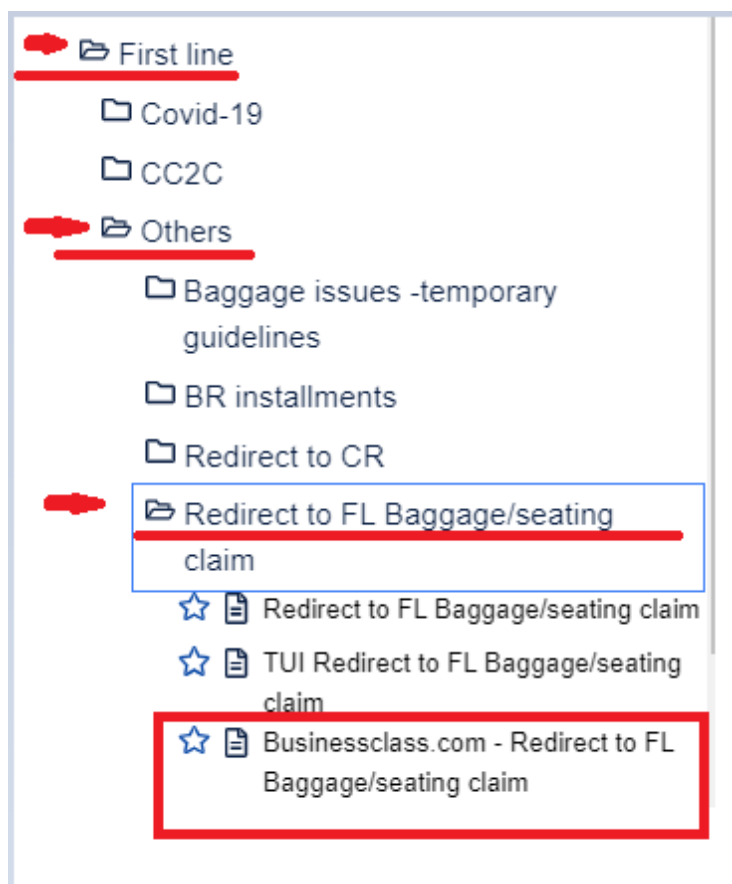 First line
Covid-19
CC2C
Others
Baggage issues -temporary
guidelines
BR installments
Redirect to CR
Redirect to FL Baggage/seating
claim
Redirect to FL Baggage/seating claim
TUI Redirect to FL Baggage/seating
claim
Businessclass.com - Redirect to FL
Baggage/seating claim